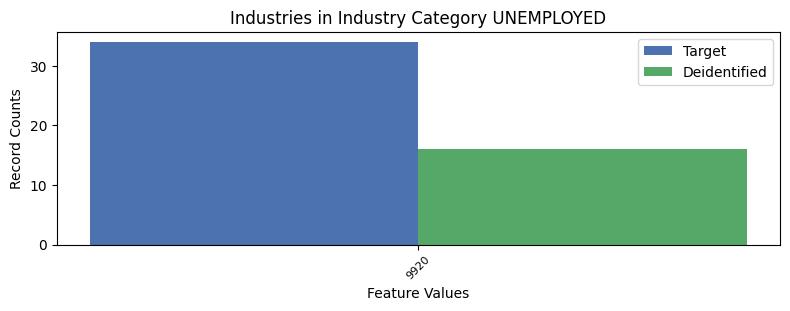 Industries in Industry Category UNEMPLOYED
Target
Deidentified
Record Counts
30
20
10
0
9920
Feature Values